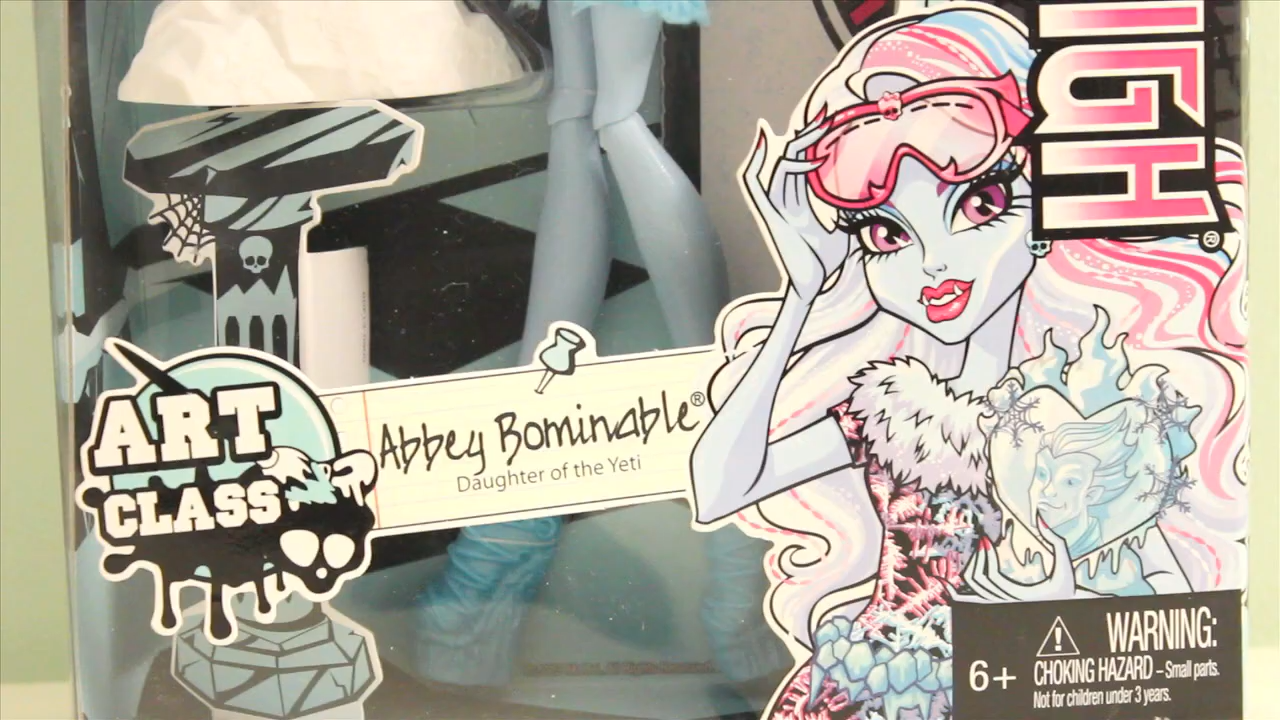 IGH®
ART
CLASS
Abbey Bominable®
Daughter of the Yeti
WARNING:
6+
CHOKING HAZARD – Small parts.
Not for children under 3 years.